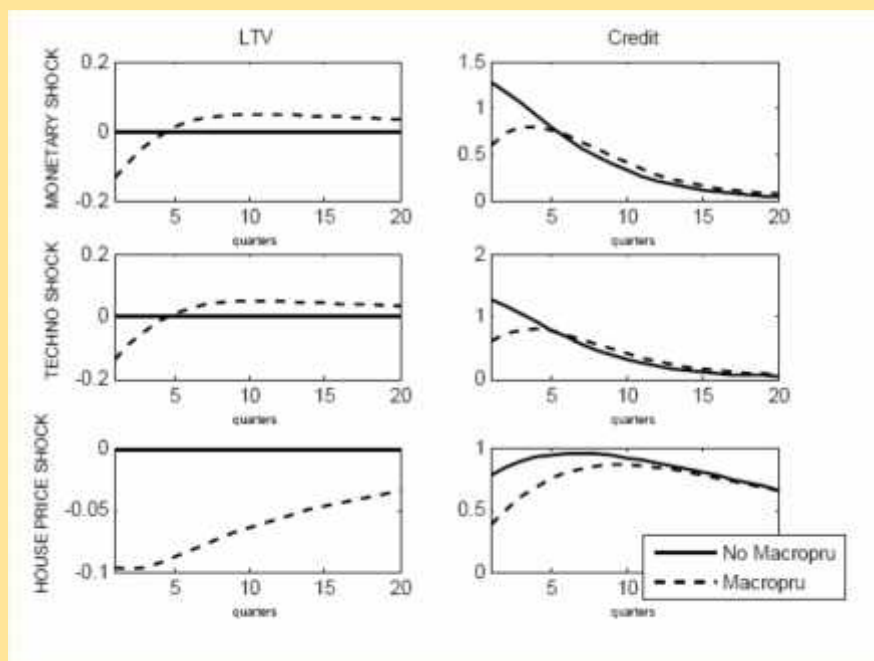 LTV
Credit
MONETARY SHOCK
0.2
0
-0.2
5 10 15 20
quarters
1.5
1
0.5
0
5 10 15 20
quarters
TECHNO SHOCK
0.2
0
-0.2
5 10 15 20
quarters
2
1
0
5 10 15 20
quarters
HOUSE PRICE SHOCK
0
-0.05
-0.1
5 10 15 20
quarters
1
0.5
0
5 10 15 20
quarters
No Macropru
Macropru